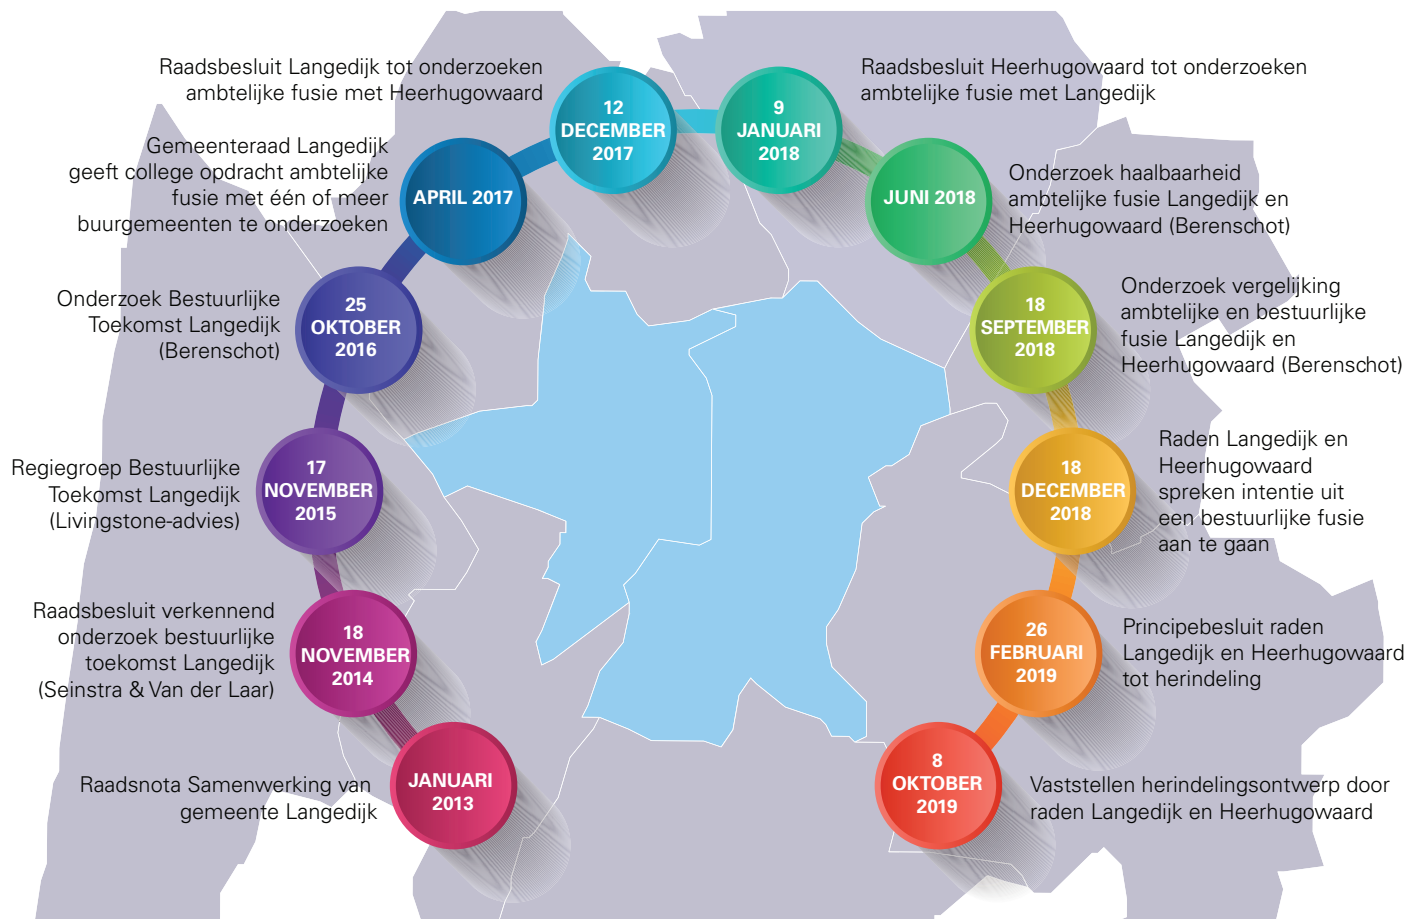 JANUARI
2013
Raadsnota Samenwerking van
gemeente Langedijk
18
NOVEMBER
2014
Raadsbesluit verkennend
onderzoek bestuurlijke
toekomst Langedijk
(Seinstra & Van der Laar)
17
NOVEMBER
2015
Regiegroep Bestuurlijke
Toekomst Langedijk
(Livingstone-advies)
25
OKTOBER
2016
Onderzoek Bestuurlijke
Toekomst Langedijk
(Berenschot)
APRIL 2017
Gemeenteraad Langedijk
geeft college opdracht ambtelijke
fusie met één of meer
buurgemeenten te onderzoeken
12
DECEMBER
2017
Raadsbesluit Langedijk tot onderzoeken
ambtelijke fusie met Heerhugowaard
9
JANUARI
2018
Raadsbesluit Heerhugowaard tot onderzoeken
ambtelijke fusie met Langedijk
JUNI 2018
Onderzoek haalbaarheid
ambtelijke fusie Langedijk en
Heerhugowaard (Berenschot)
18
SEPTEMBER
2018
Onderzoek vergelijking
ambtelijke en bestuurlijke
fusie Langedijk en
Heerhugowaard (Berenschot)
18
DECEMBER
2018
Raden Langedijk en
Heerhugowaard
spreken intentie uit
een bestuurlijke fusie
aan te gaan
26
FEBRUARI
2019
Principebesluit raden
Langedijk en Heerhugowaard
tot herindeling
8
OKTOBER
2019
Vaststellen herindelingsontwerp door
raden Langedijk en Heerhugowaard